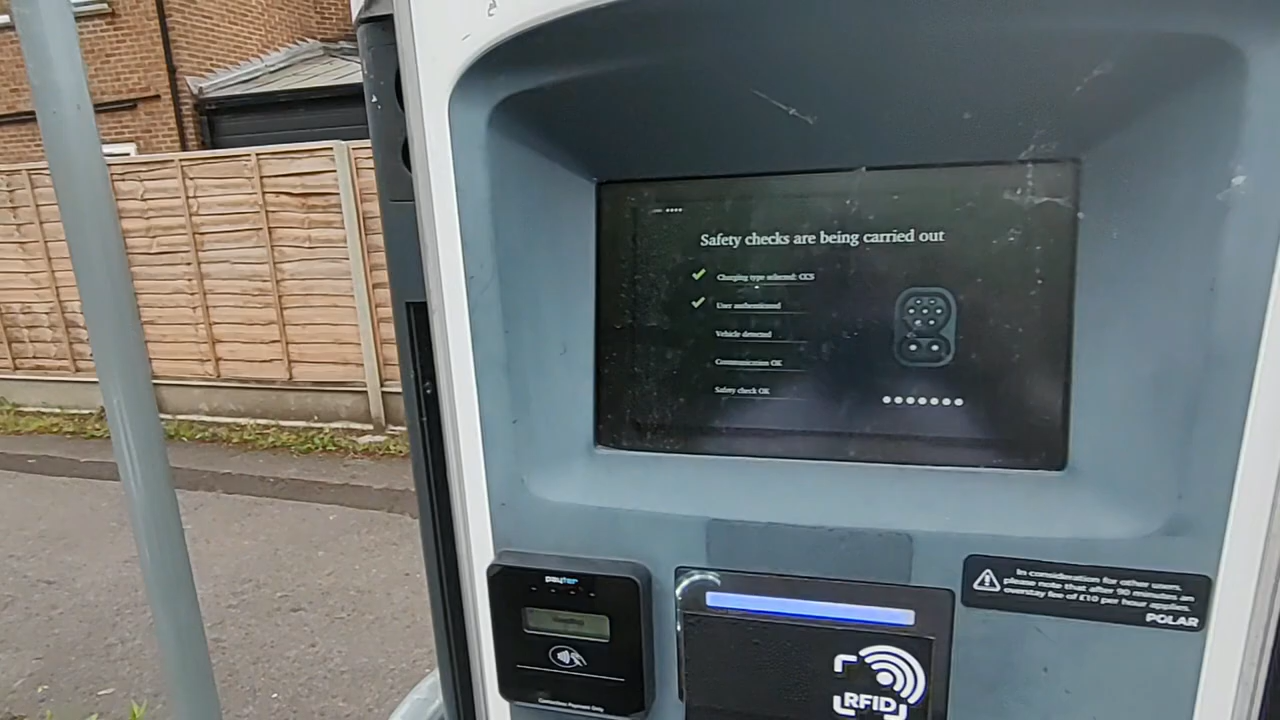 Safety checks are being carried out
Charging type selected: CCS
User authenticated
Vehicle detected
Communication OK
Safety check OK
payter
Contactless Payment Only
RFID
In consideration for other users,
please note that after 90 minutes an
overstay fee of £10 per hour applies.
POLAR